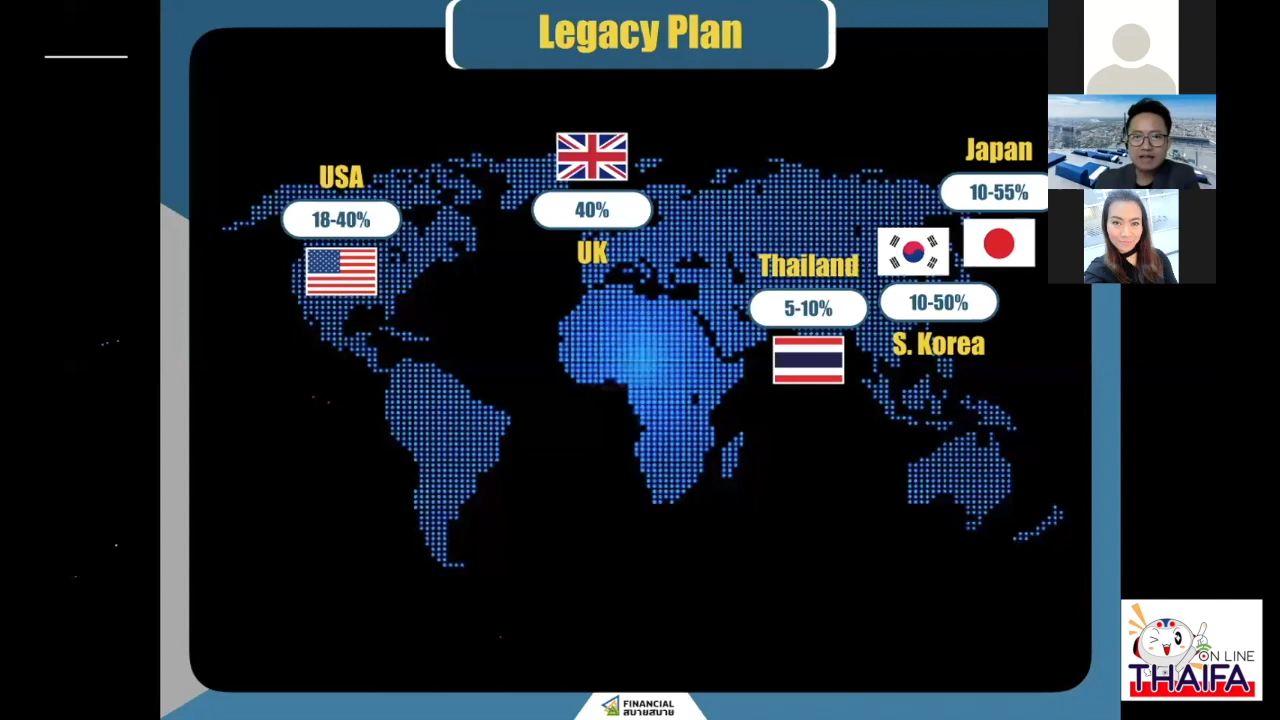 Legacy Plan
USA
18-40%
40%
UK
Japan
10-55%
Thailand
5-10%
10-50%
S. Korea
FINANCIAL
สบายสบาย
ON LINE
THAIFA